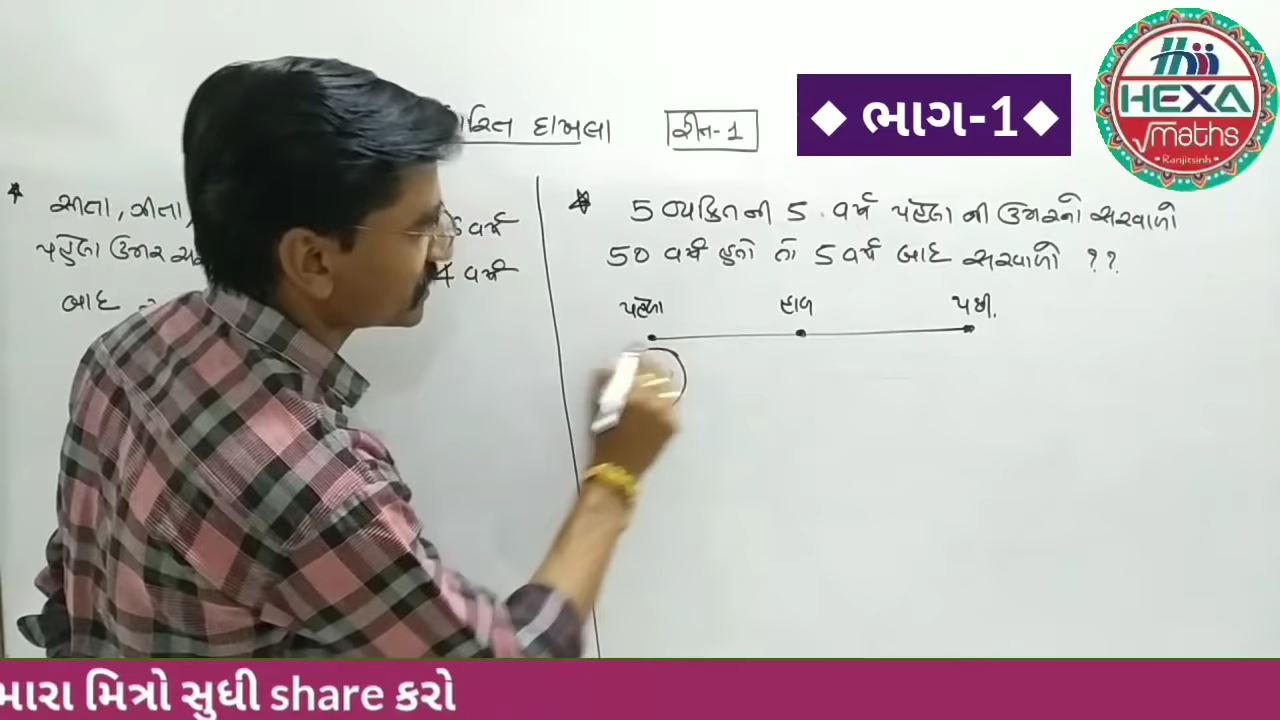 ◆ ભાગ-1 ◆
HEXA
√maths
Ranjitsinh
દાખલા
રીત-1
* સીતા, ગીતા,
વર્ષ
પહેલા ઉંમર
4 વર્ષ
બાદ
* 5 વ્યક્તિની 5 વર્ષ પહેલા ની ઉંમરનો સરવાળો
50 વર્ષ હતો તો 5 વર્ષ બાદ સરવાળો ??
પહેલા હાલ પછી.
મારા મિત્રો સુધી share કરો